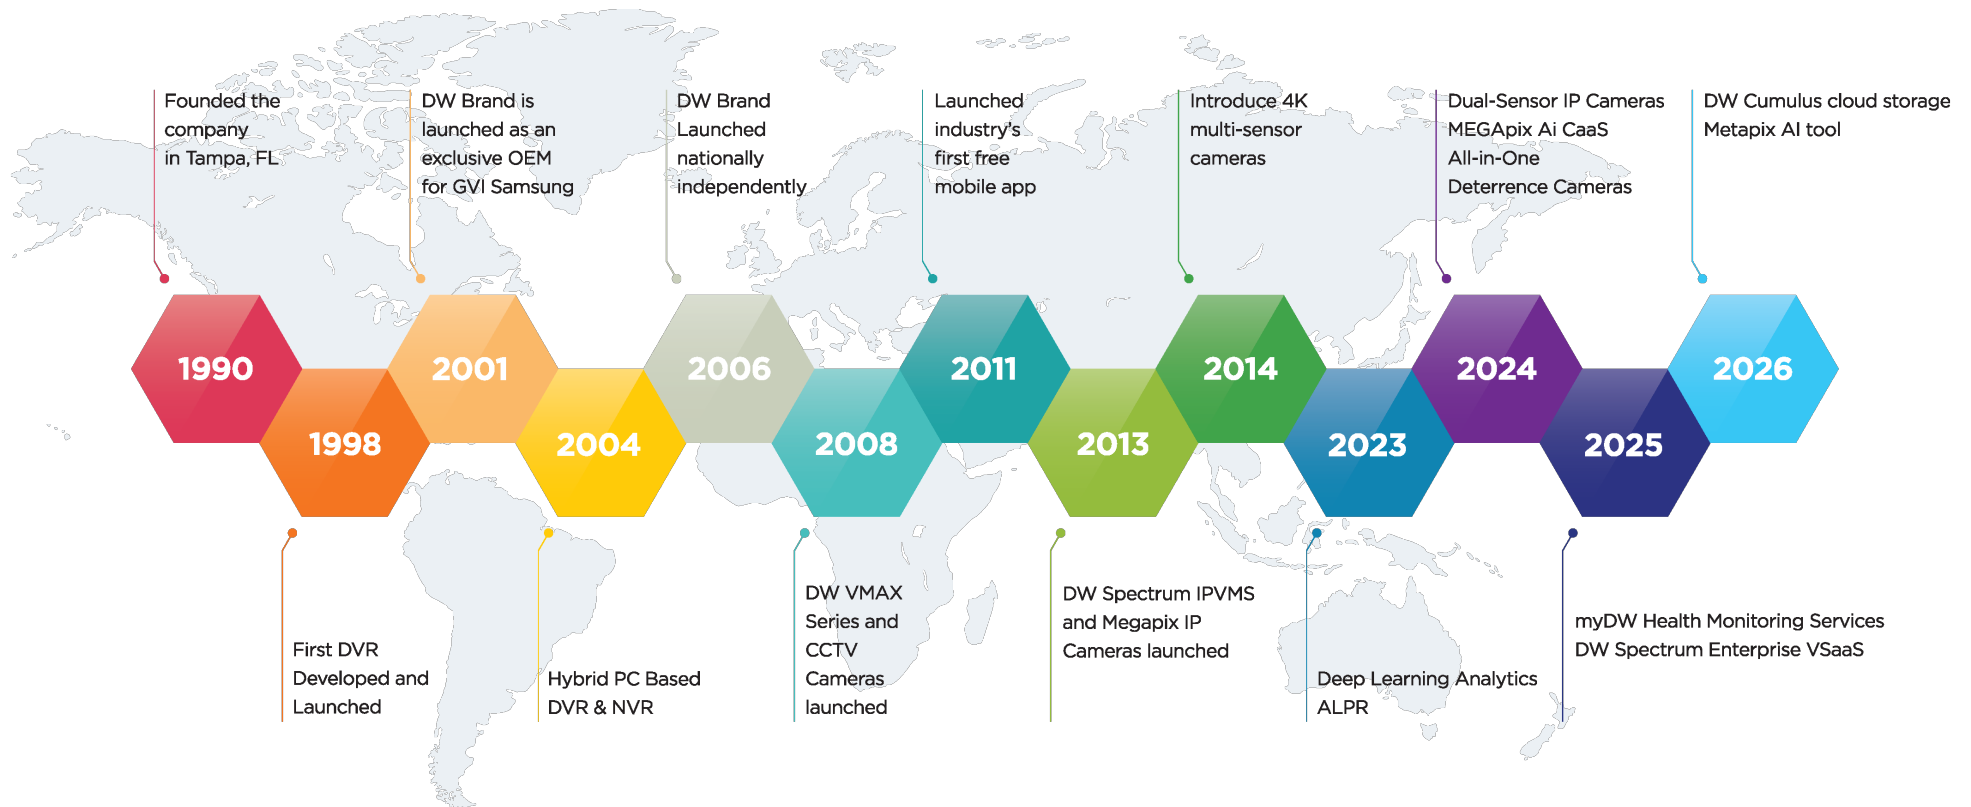 Founded the
company
in Tampa, FL
DW Brand is
launched as an
exclusive OEM
for GVI Samsung
DW Brand
Launched
nationally
independently
Launched
industry's
first free
mobile app
Introduce 4K
multi-sensor
cameras
Dual-Sensor IP Cameras
MEGApix Ai CaaS
All-in-One
Deterrence Cameras
DW Cumulus cloud storage
Metapix AI tool
1990
1998
2001
2004
2006
2008
2011
2013
2014
2023
2024
2025
2026
First DVR
Developed and
Launched
Hybrid PC Based
DVR & NVR
DW VMAX
Series and
CCTV
Cameras
launched
DW Spectrum IPVMS
and Megapix IP
Cameras launched
Deep Learning Analytics
ALPR
myDW Health Monitoring Services
DW Spectrum Enterprise VSaaS